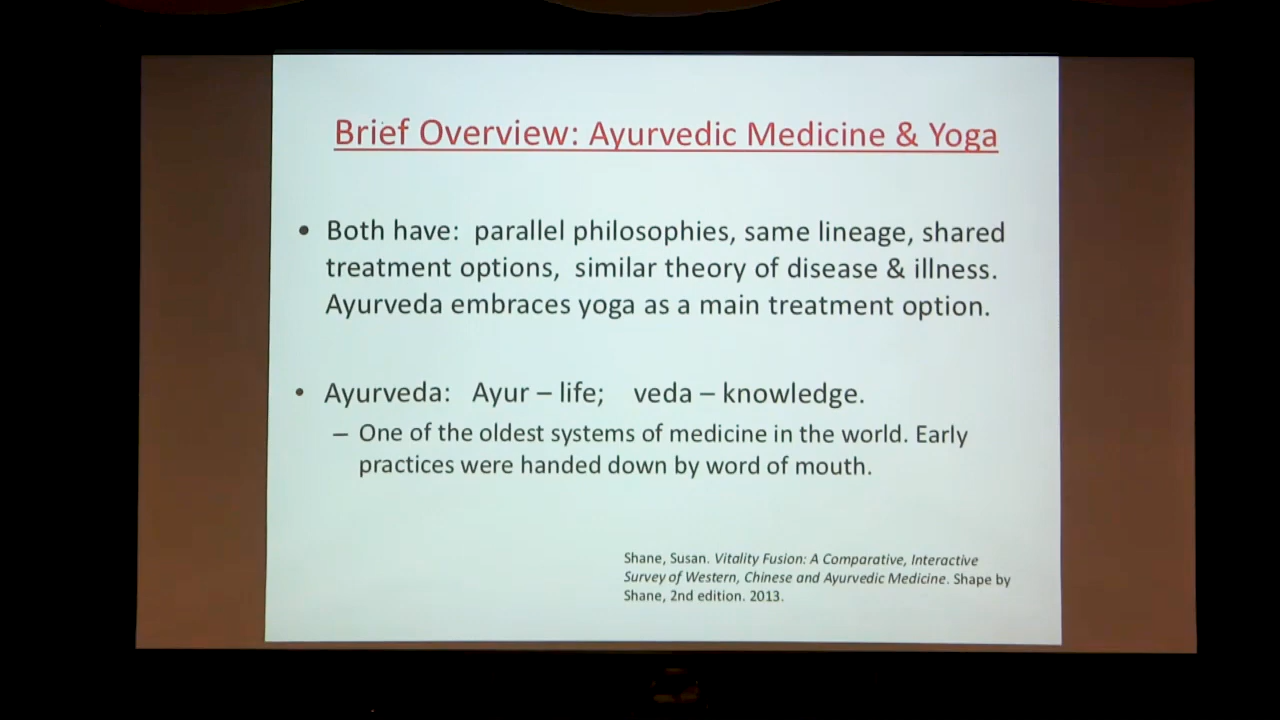 Brief Overview: Ayurvedic Medicine & Yoga
• Both have: parallel philosophies, same lineage, shared
treatment options, similar theory of disease & illness.
Ayurveda embraces yoga as a main treatment option.
• Ayurveda: Ayur – life; veda – knowledge.
– One of the oldest systems of medicine in the world. Early
practices were handed down by word of mouth.
Shane, Susan. Vitality Fusion: A Comparative, Interactive
Survey of Western, Chinese and Ayurvedic Medicine. Shape by
Shane, 2nd edition. 2013.